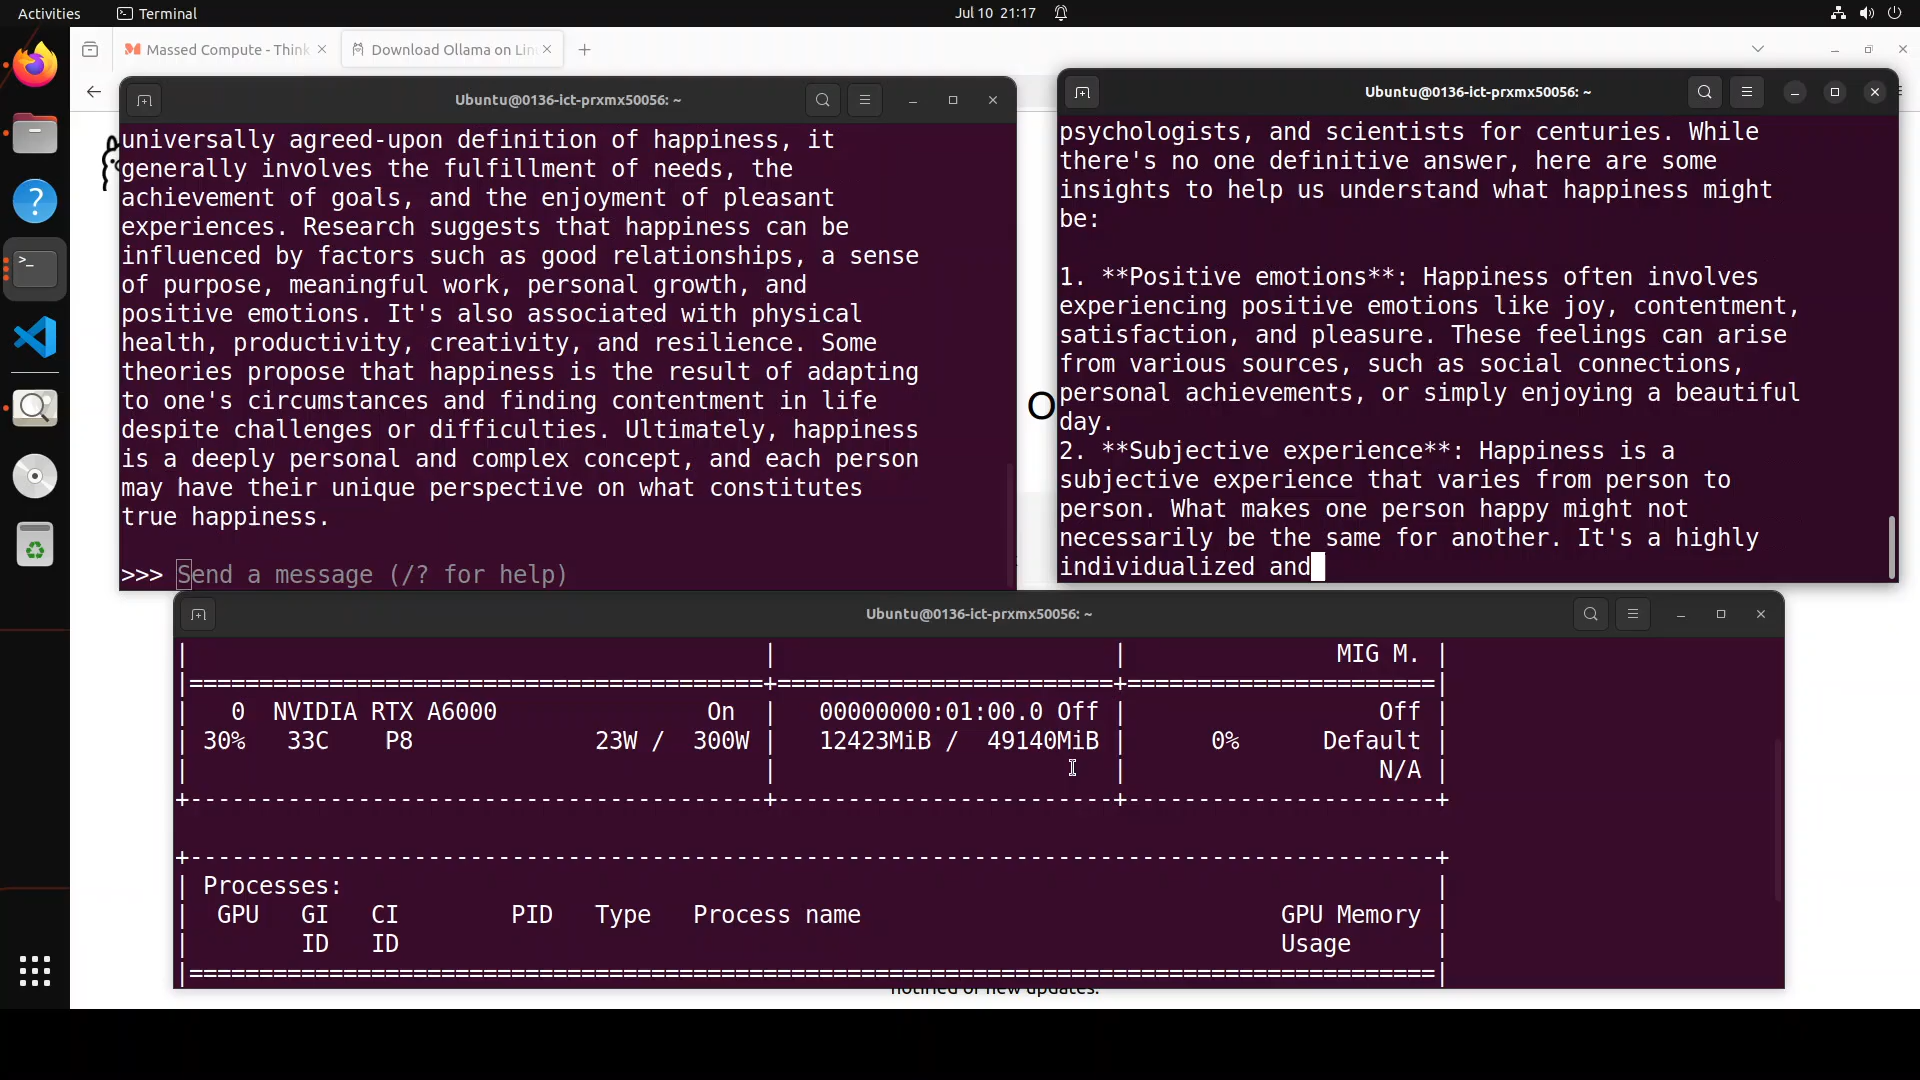 Activities
Terminal
Jul 10 21:17
Massed Compute - Think
Download Ollama on Lin
Ubuntu@0136-ict-prxmx50056: ~
universally agreed-upon definition of happiness, it
generally involves the fulfillment of needs, the
achievement of goals, and the enjoyment of pleasant
experiences. Research suggests that happiness can be
influenced by factors such as good relationships, a sense
of purpose, meaningful work, personal growth, and
positive emotions. It's also associated with physical
health, productivity, creativity, and resilience. Some
theories propose that happiness is the result of adapting
to one's circumstances and finding contentment in life
despite challenges or difficulties. Ultimately, happiness
is a deeply personal and complex concept, and each person
may have their unique perspective on what constitutes
true happiness.
>>> Send a message (/? for help)
O
Ubuntu@0136-ict-prxmx50056: ~
psychologists, and scientists for centuries. While
there's no one definitive answer, here are some
insights to help us understand what happiness might
be:
1. **Positive emotions**: Happiness often involves
experiencing positive emotions like joy, contentment,
satisfaction, and pleasure. These feelings can arise
from various sources, such as social connections,
personal achievements, or simply enjoying a beautiful
day.
2. **Subjective experience**: Happiness is a
subjective experience that varies from person to
person. What makes one person happy might not
necessarily be the same for another. It's a highly
individualized and
Ubuntu@0136-ict-prxmx50056: ~
|                                         |                        |               MIG M. |
|=========================================+========================+======================|
|   0  NVIDIA RTX A6000               On  |   00000000:01:00.0 Off |                  Off |
| 30%   33C    P8             23W /  300W |   12423MiB /  49140MiB |      0%      Default |
|                                         |                        |                  N/A |
+-----------------------------------------+------------------------+----------------------+
+-----------------------------------------------------------------------------------------+
| Processes:                                                                              |
|  GPU   GI   CI        PID   Type   Process name                              GPU Memory |
|        ID   ID                                                               Usage      |
|=========================================================================================|
notified of new updates.